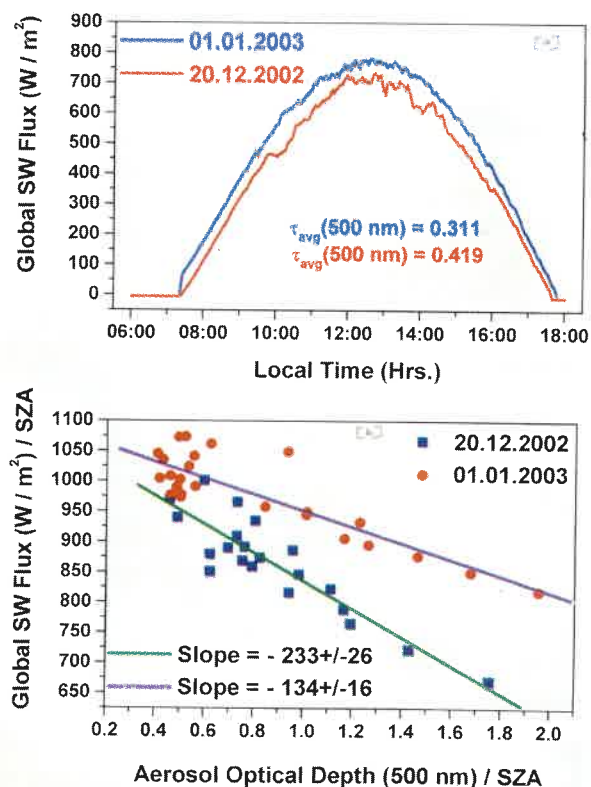 900
800
700
600
500
400
300
200
100
0
Global SW Flux (W / m²)
01.01.2003
20.12.2002
τavg(500 nm) = 0.311
τavg(500 nm) = 0.419
06:00 08:00 10:00 12:00 14:00 16:00 18:00
Local Time (Hrs.)
1100
1050
1000
950
900
850
800
750
700
650
Global SW Flux (W / m²) / SZA
20.12.2002
01.01.2003
Slope = - 233+/-26
Slope = - 134+/-16
0.2 0.4 0.6 0.8 1.0 1.2 1.4 1.6 1.8 2.0
Aerosol Optical Depth (500 nm) / SZA